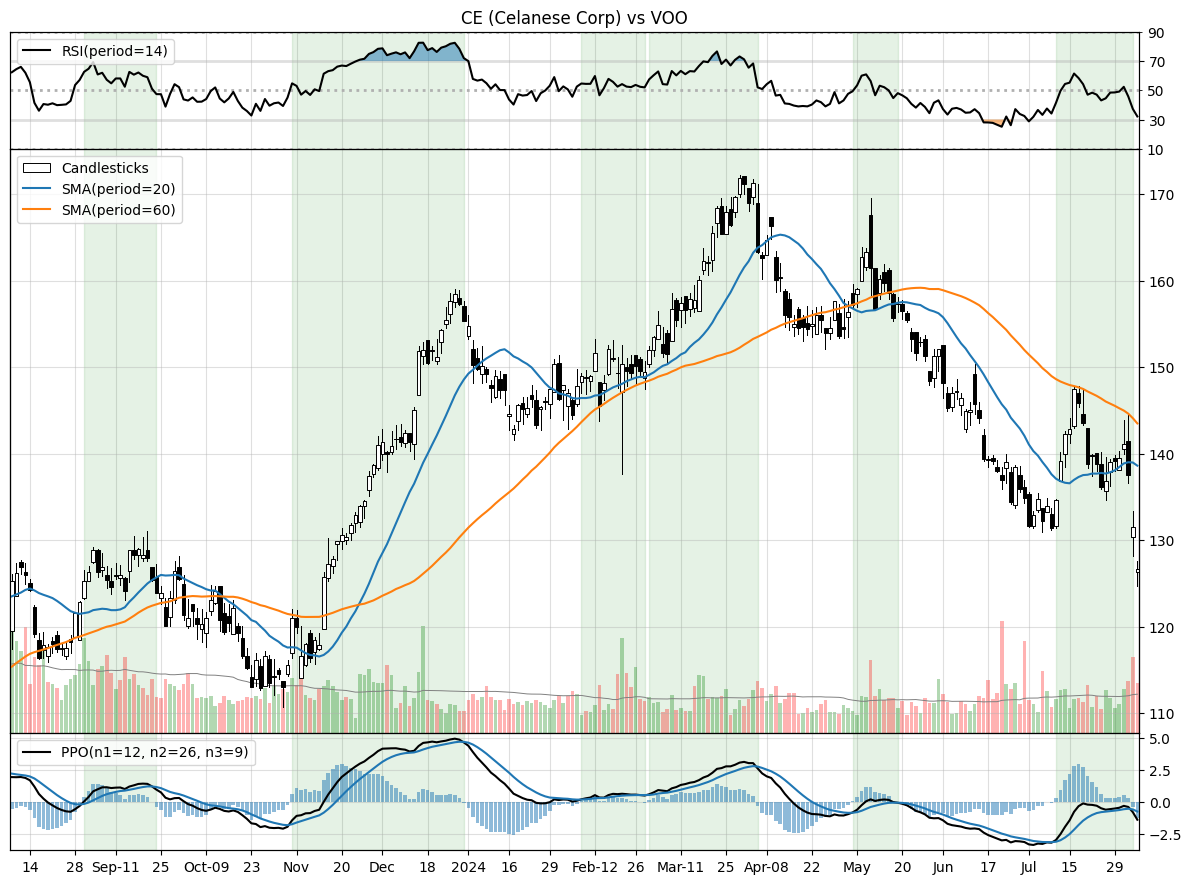 CE (Celanese Corp) vs VOO
RSI(period=14)
90
70
50
30
10
Candlesticks
SMA(period=20)
SMA(period=60)
170
160
150
140
130
120
110
PPO(n1=12, n2=26, n3=9)
5.0
2.5
0.0
−2.5
14 28 Sep-11 25 Oct-09 23 Nov 20 Dec 18 2024 16 29 Feb-12 26 Mar-11 25 Apr-08 22 May 20 Jun 17 Jul 15 29